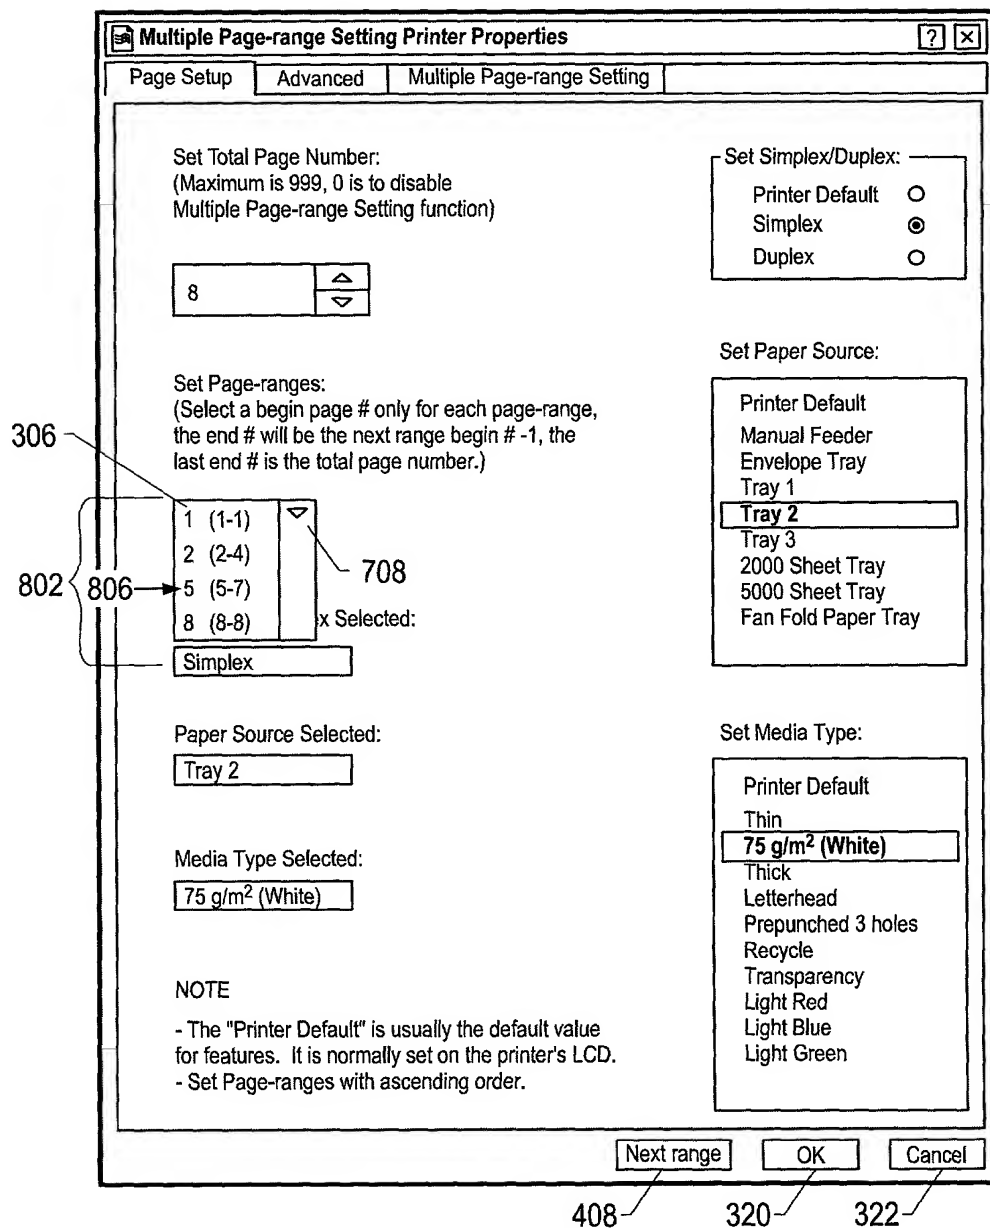 Multiple Page-range Setting Printer Properties
?
Page Setup
Advanced
Multiple Page-range Setting
Set Total Page Number:
(Maximum is 999, 0 is to disable
Multiple Page-range Setting function)
8
Set Page-ranges:
(Select a begin page # only for each page-range,
the end # will be the next range begin # -1, the
last end # is the total page number.)
306
1 (1-1)
2 (2-4)
5 (5-7)
8 (8-8)
802
806
708
x Selected:
Simplex
Paper Source Selected:
Tray 2
Media Type Selected:
75 g/m² (White)
NOTE
- The "Printer Default" is usually the default value
for features. It is normally set on the printer's LCD.
- Set Page-ranges with ascending order.
Set Simplex/Duplex:
Printer Default
Simplex
Duplex
Set Paper Source:
Printer Default
Manual Feeder
Envelope Tray
Tray 1
Tray 2
Tray 3
2000 Sheet Tray
5000 Sheet Tray
Fan Fold Paper Tray
Set Media Type:
Printer Default
Thin
75 g/m² (White)
Thick
Letterhead
Prepunched 3 holes
Recycle
Transparency
Light Red
Light Blue
Light Green
Next range
OK
Cancel
408
320
322